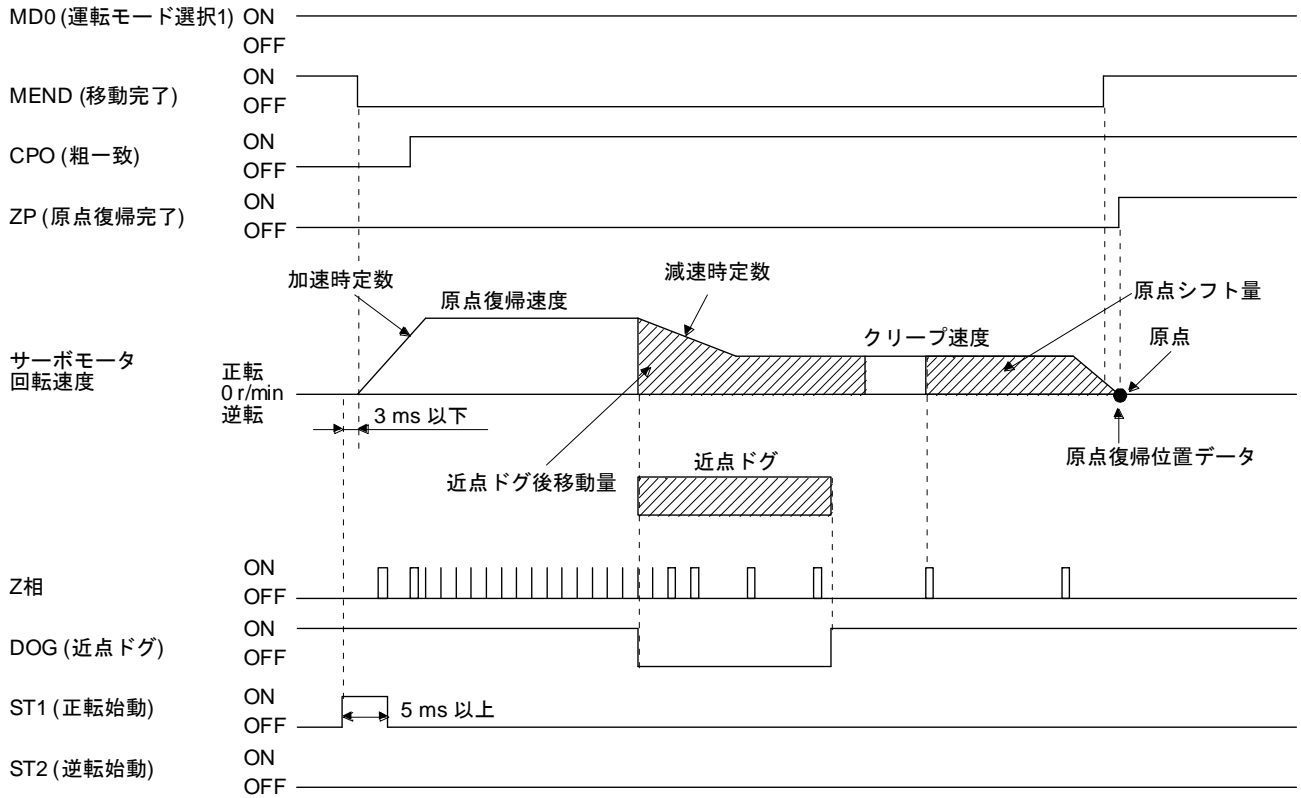 MD0 (運転モード選択1) ON
OFF
MEND (移動完了)
ON
OFF
CPO (粗一致)
ON
OFF
ZP (原点復帰完了)
ON
OFF
加速時定数
原点復帰速度
減速時定数
原点シフト量
クリープ速度
原点
サーボモータ
回転速度
正転
0 r/min
逆転
3 ms 以下
近点ドグ後移動量
近点ドグ
原点復帰位置データ
Z相
ON
OFF
DOG (近点ドグ)
ON
OFF
ST1 (正転始動)
ON
OFF
5 ms 以上
ST2 (逆転始動)
ON
OFF